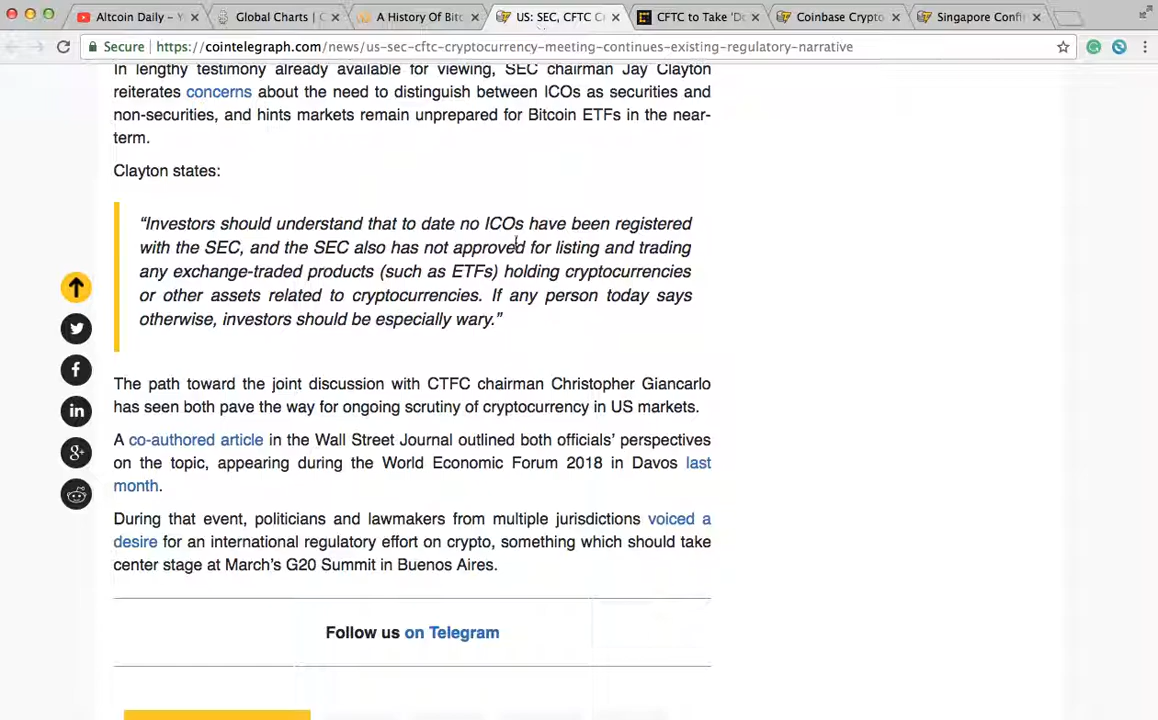 Altcoin Daily – Y
Global Charts | C
A History Of Bitc
US: SEC, CFTC C
CFTC to Take 'Do
Coinbase Crypto
Singapore Confi
Secure
https://cointelegraph.com/news/us-sec-cftc-cryptocurrency-meeting-continues-existing-regulatory-narrative
In lengthy testimony already available for viewing, SEC chairman Jay Clayton
reiterates concerns about the need to distinguish between ICOs as securities and
non-securities, and hints markets remain unprepared for Bitcoin ETFs in the near-
term.
Clayton states:
“Investors should understand that to date no ICOs have been registered
with the SEC, and the SEC also has not approved for listing and trading
any exchange-traded products (such as ETFs) holding cryptocurrencies
or other assets related to cryptocurrencies. If any person today says
otherwise, investors should be especially wary.”
The path toward the joint discussion with CTFC chairman Christopher Giancarlo
has seen both pave the way for ongoing scrutiny of cryptocurrency in US markets.
A co-authored article in the Wall Street Journal outlined both officials’ perspectives
on the topic, appearing during the World Economic Forum 2018 in Davos last
month.
During that event, politicians and lawmakers from multiple jurisdictions voiced a
desire for an international regulatory effort on crypto, something which should take
center stage at March’s G20 Summit in Buenos Aires.
Follow us on Telegram